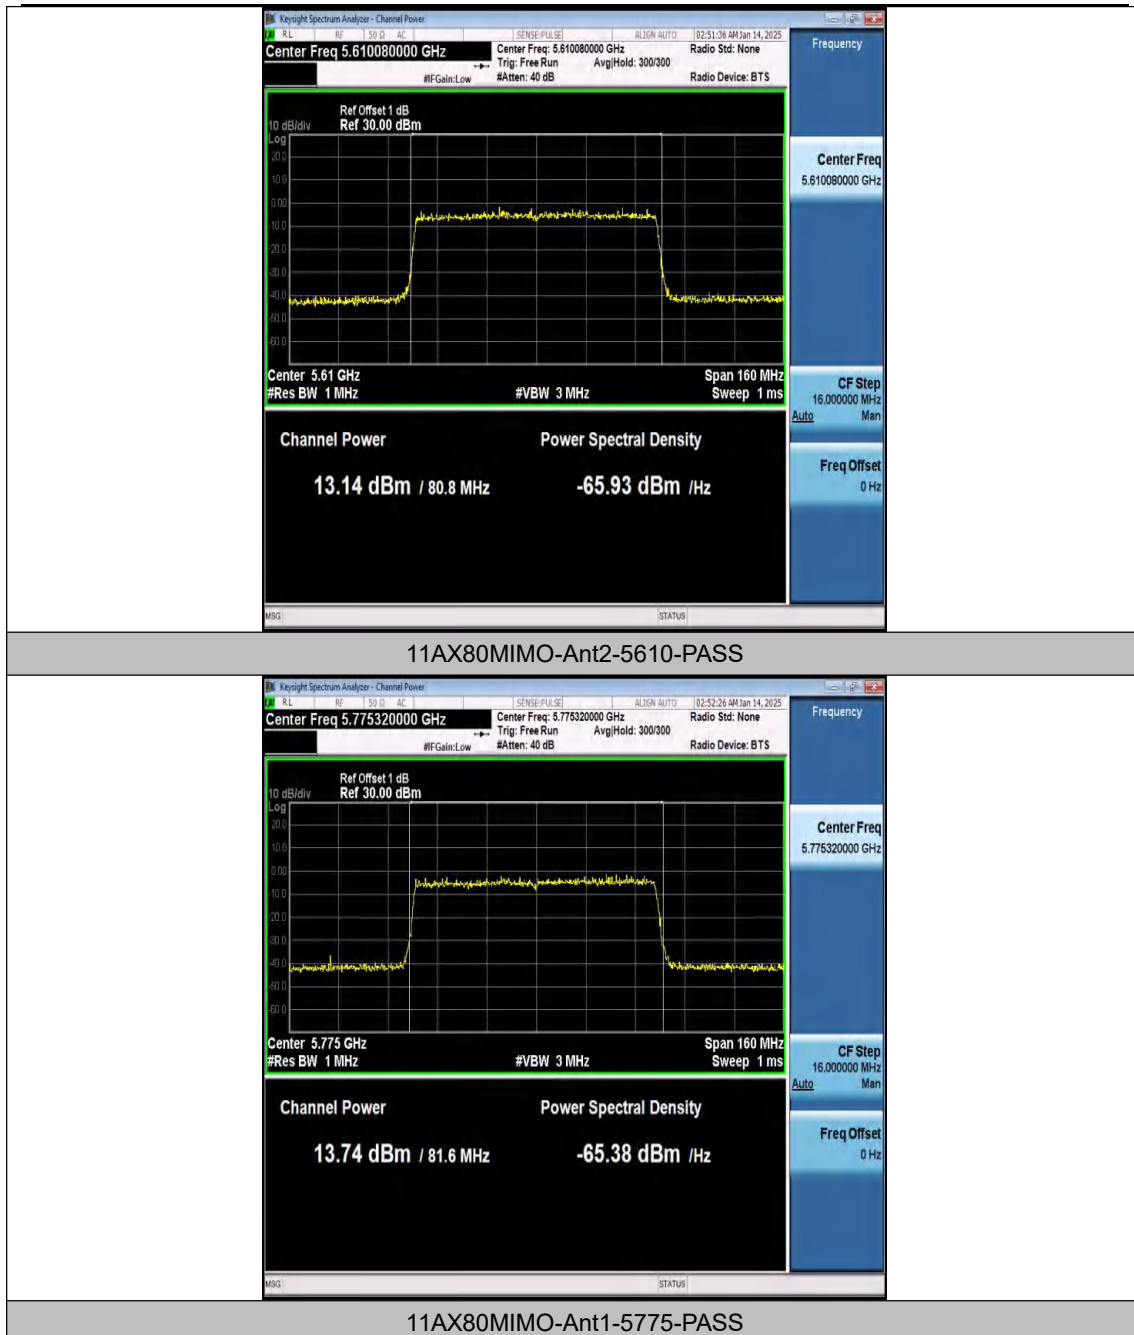 Keysight Spectrum Analyzer - Channel Power
RL RF 50 Ω AC SENSE:PULSE ALIGN AUTO 02:51:36 AM Jan 14, 2025
Center Freq 5.610080000 GHz
Center Freq: 5.610080000 GHz Radio Std: None
Trig: Free Run Avg|Hold: 300/300
#IFGain:Low #Atten: 40 dB Radio Device: BTS
Frequency
Ref Offset 1 dB
10 dB/div Ref 30.00 dBm
Log
20.0
10.0
0.00
-10.0
-20.0
-30.0
-40.0
-50.0
-60.0
Center 5.61 GHz Span 160 MHz
#Res BW 1 MHz #VBW 3 MHz Sweep 1 ms
Channel Power Power Spectral Density
13.14 dBm / 80.8 MHz -65.93 dBm /Hz
Center Freq
5.610080000 GHz
CF Step
16.000000 MHz
Auto Man
Freq Offset
0 Hz
MSG STATUS
11AX80MIMO-Ant2-5610-PASS
Keysight Spectrum Analyzer - Channel Power
RL RF 50 Ω AC SENSE:PULSE ALIGN AUTO 02:52:26 AM Jan 14, 2025
Center Freq 5.775320000 GHz
Center Freq: 5.775320000 GHz Radio Std: None
Trig: Free Run Avg|Hold: 300/300
#IFGain:Low #Atten: 40 dB Radio Device: BTS
Frequency
Ref Offset 1 dB
10 dB/div Ref 30.00 dBm
Log
20.0
10.0
0.00
-10.0
-20.0
-30.0
-40.0
-50.0
-60.0
Center 5.775 GHz Span 160 MHz
#Res BW 1 MHz #VBW 3 MHz Sweep 1 ms
Channel Power Power Spectral Density
13.74 dBm / 81.6 MHz -65.38 dBm /Hz
Center Freq
5.775320000 GHz
CF Step
16.000000 MHz
Auto Man
Freq Offset
0 Hz
MSG STATUS
11AX80MIMO-Ant1-5775-PASS